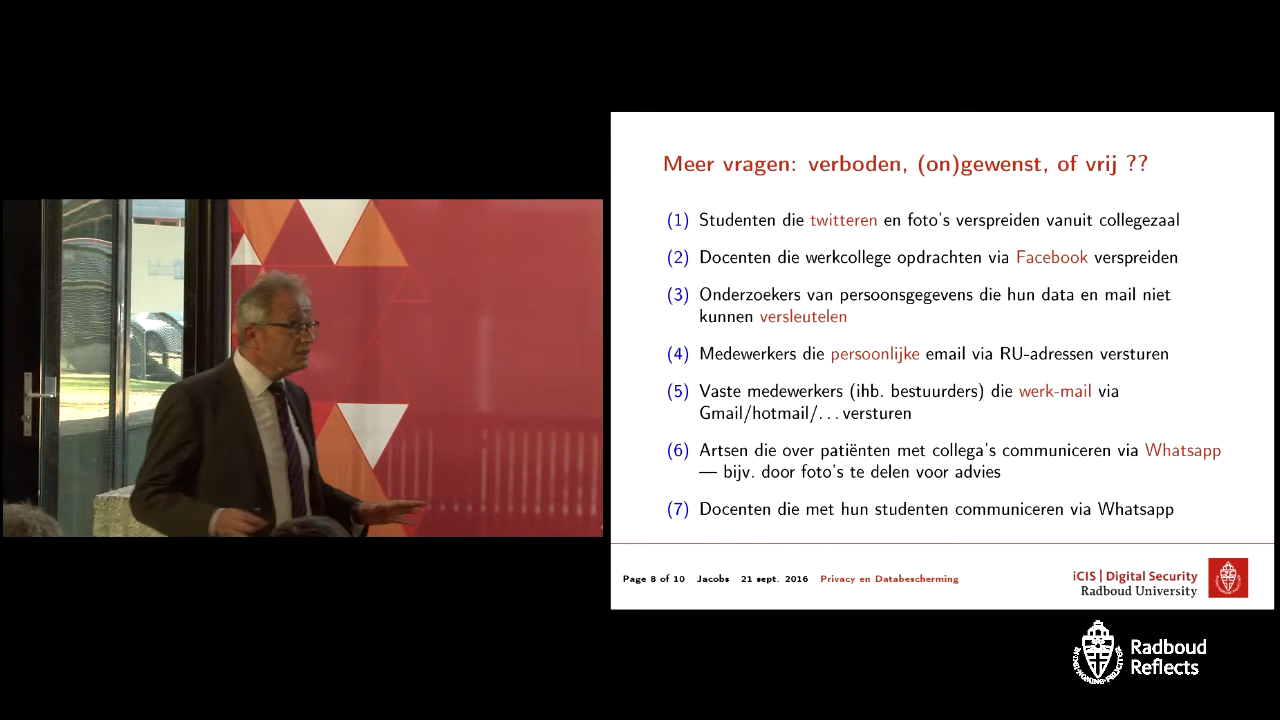 Meer vragen: verboden, (on)gewenst, of vrij ??
(1) Studenten die twitteren en foto's verspreiden vanuit collegezaal
(2) Docenten die werkcollege opdrachten via Facebook verspreiden
(3) Onderzoekers van persoonsgegevens die hun data en mail niet
kunnen versleutelen
(4) Medewerkers die persoonlijke email via RU-adressen versturen
(5) Vaste medewerkers (ihb. bestuurders) die werk-mail via
Gmail/hotmail/... versturen
(6) Artsen die over patiënten met collega's communiceren via Whatsapp
— bijv. door foto's te delen voor advies
(7) Docenten die met hun studenten communiceren via Whatsapp
Page 8 of 10 Jacobs 21 sept. 2016 Privacy en Databescherming
iCIS | Digital Security
Radboud University
Radboud
Reflects